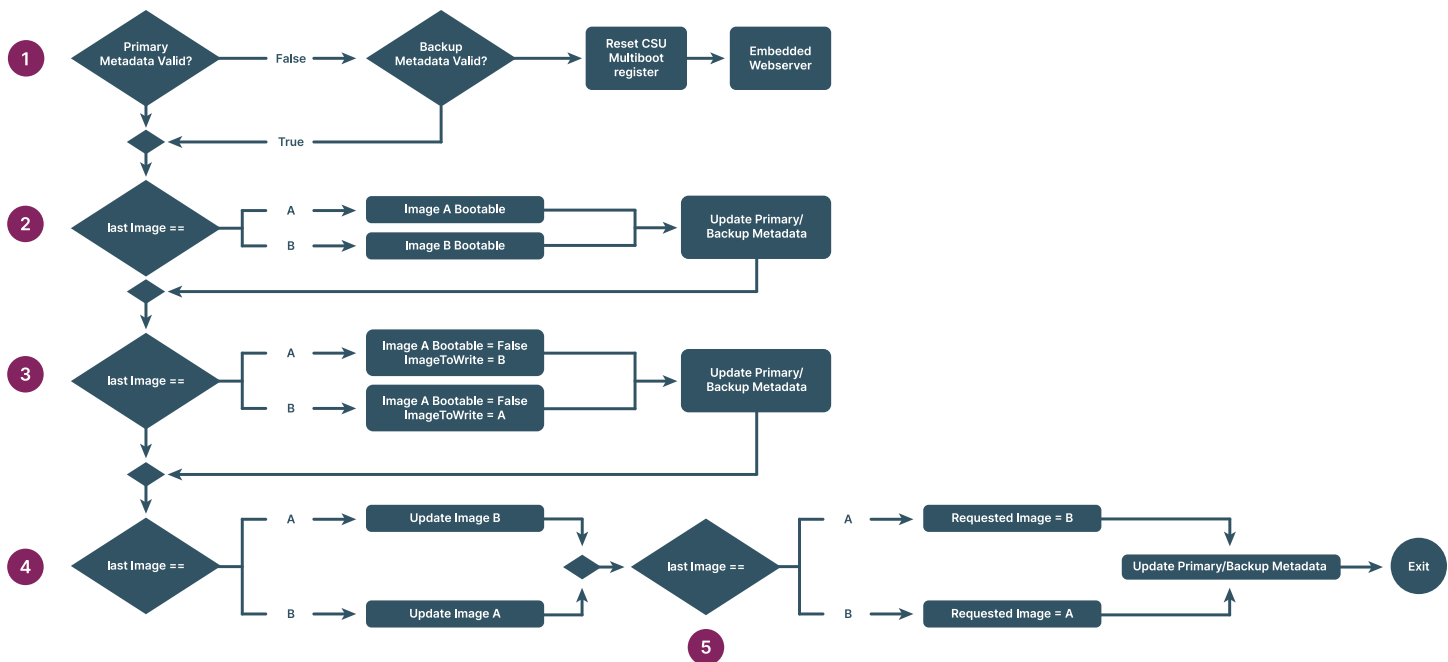 1
Primary
Metadata Valid?
False
Backup
Metadata Valid?
Reset CSU
Multiboot
register
Embedded
Webserver
True
2
last Image ==
A
Image A Bootable
B
Image B Bootable
Update Primary/
Backup Metadata
3
last Image ==
A
Image A Bootable = False
ImageToWrite = B
B
Image A Bootable = False
ImageToWrite = A
Update Primary/
Backup Metadata
4
last Image ==
A
Update Image B
B
Update Image A
last Image ==
5
A
Requested Image = B
B
Requested Image = A
Update Primary/Backup Metadata
Exit